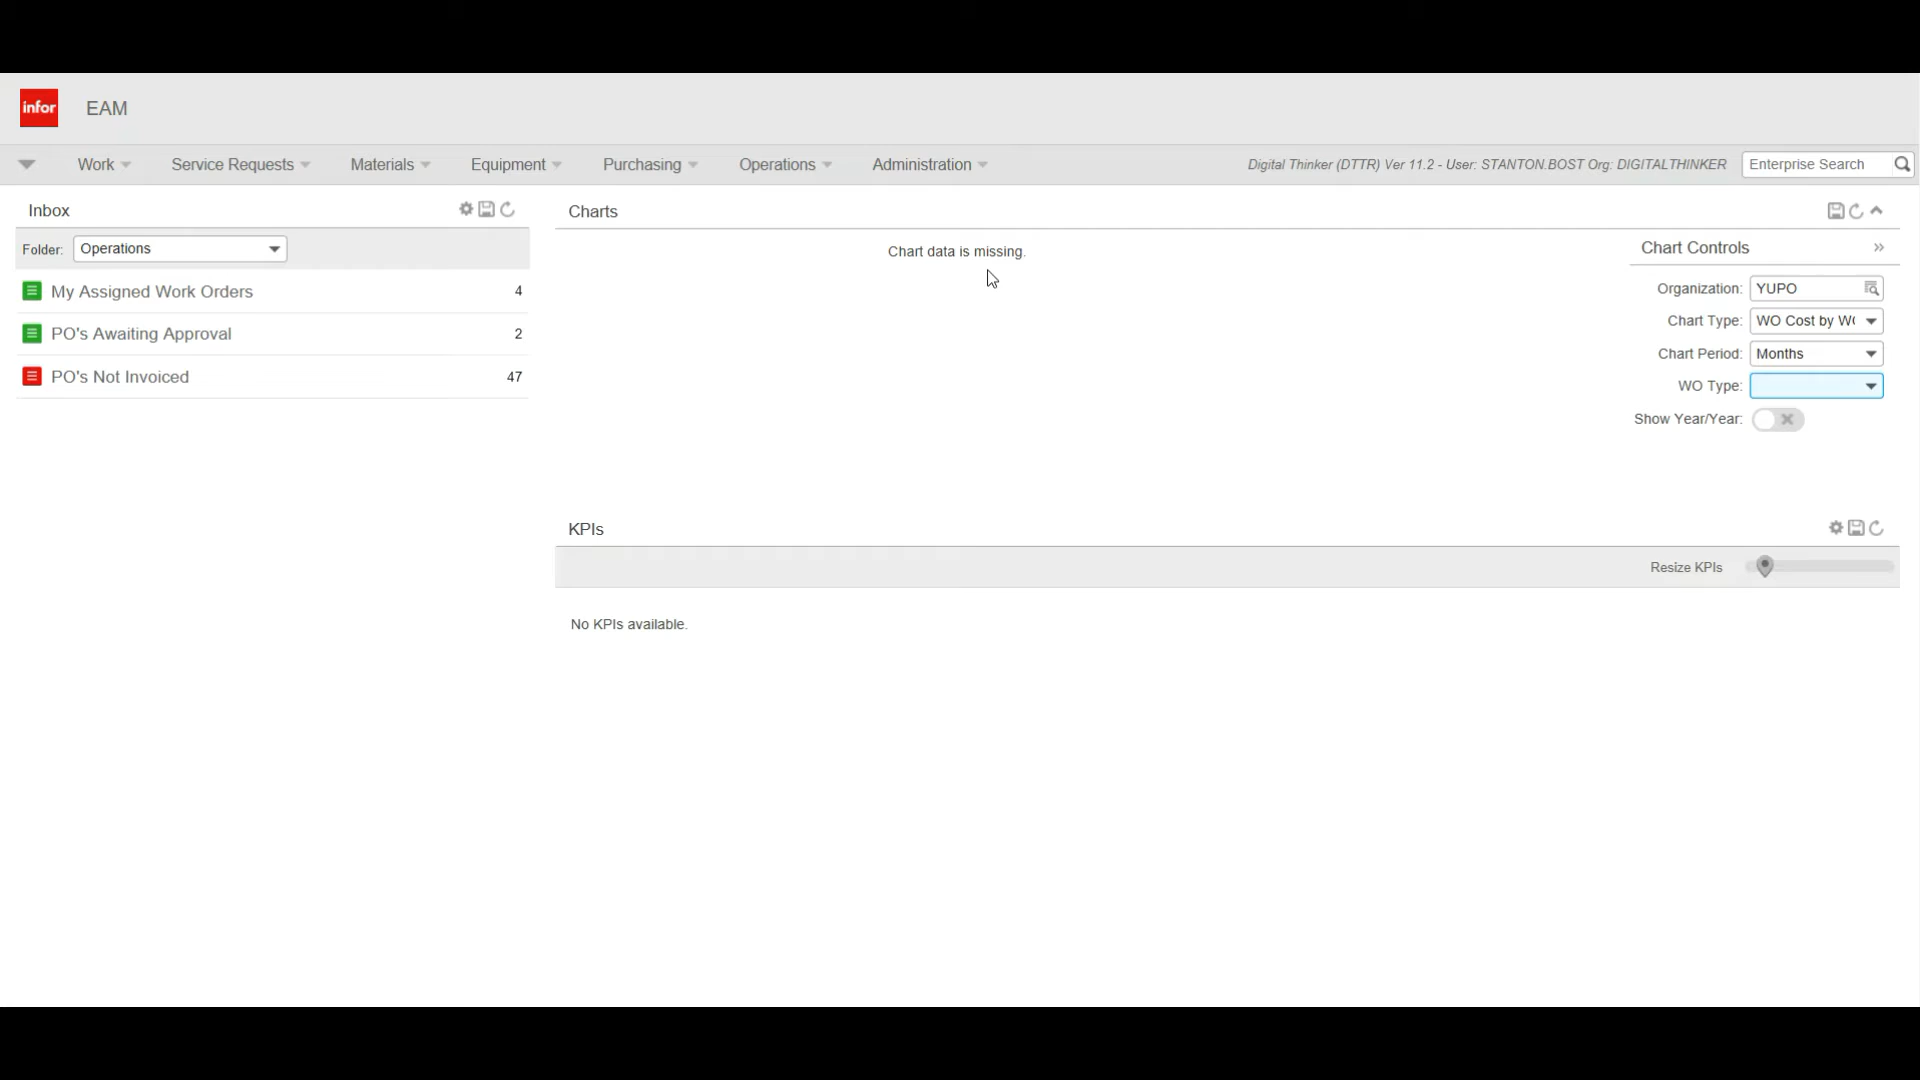 infor EAM
Work Service Requests Materials Equipment Purchasing Operations Administration Digital Thinker (DTTR) Ver 11.2 - User: STANTON.BOST Org: DIGITALTHINKER Enterprise Search
Inbox
Folder: Operations
My Assigned Work Orders 4
PO's Awaiting Approval 2
PO's Not Invoiced 47
Charts
Chart data is missing.
Chart Controls
Organization: YUPO
Chart Type: WO Cost by W
Chart Period: Months
WO Type:
Show Year/Year:
KPIs
Resize KPIs
No KPIs available.